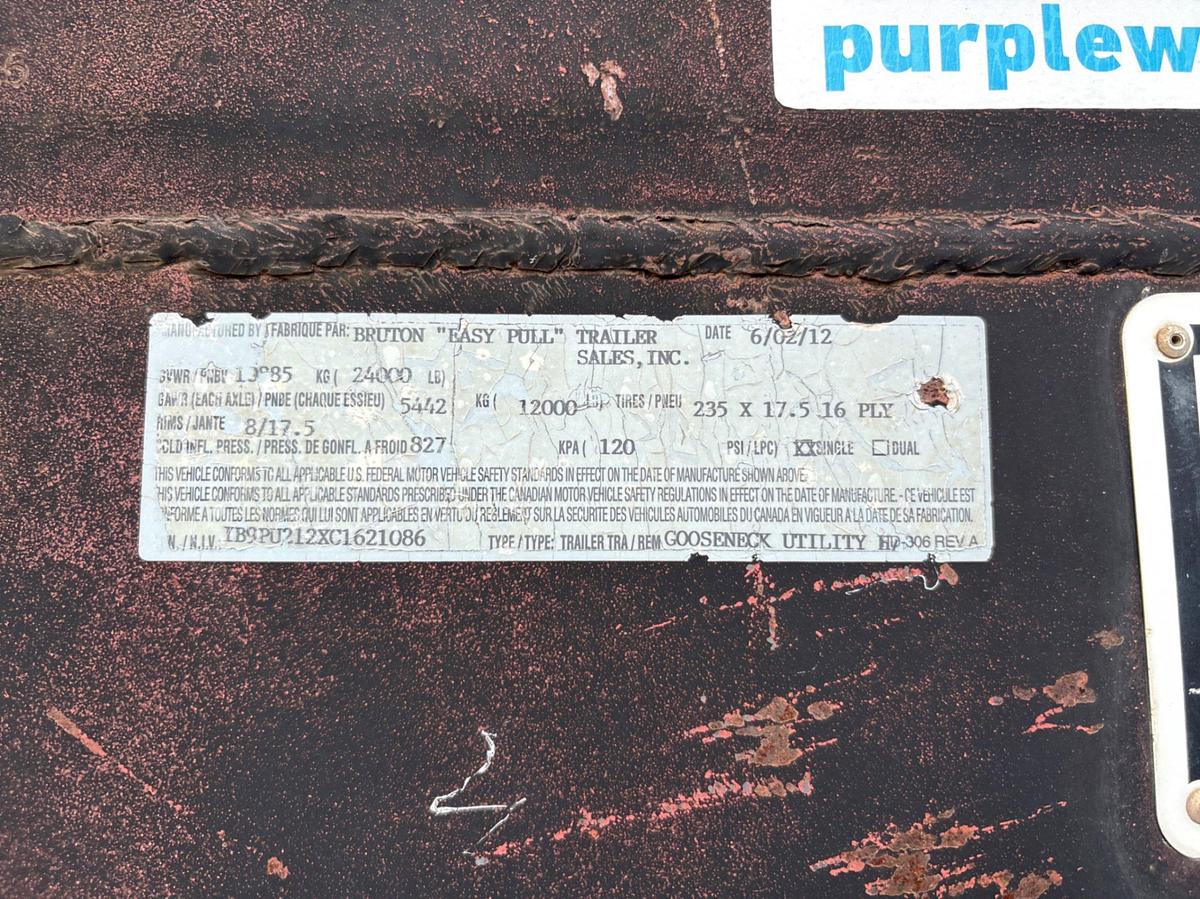 purplew
MANUFACTURED BY / FABRIQUE PAR: BRUTON "EASY PULL" TRAILER DATE 6/02/12
SALES, INC.
GVWR / PNBV 10985 KG ( 24000 LB)
GAWR (EACH AXLE) / PNBE (CHAQUE ESSIEU) 5442 KG ( 12000 LB) TIRES / PNEU 235 X 17.5 16 PLY
RIMS / JANTE 8/17.5
COLD INFL. PRESS. / PRESS. DE GONFL. A FROID 827 KPA ( 120 PSI / LPC) XX SINGLE DUAL
THIS VEHICLE CONFORMS TO ALL APPLICABLE U.S. FEDERAL MOTOR VEHICLE SAFETY STANDARDS IN EFFECT ON THE DATE OF MANUFACTURE SHOWN ABOVE.
THIS VEHICLE CONFORMS TO ALL APPLICABLE STANDARDS PRESCRIBED UNDER THE CANADIAN MOTOR VEHICLE SAFETY REGULATIONS IN EFFECT ON THE DATE OF MANUFACTURE. - CE VEHICULE EST
CONFORME A TOUTES LES NORMES QUI LUI SONT APPLICABLES EN VERTU DU REGLEMENT SUR LA SECURITE DES VEHICULES AUTOMOBILES DU CANADA EN VIGUEUR A LA DATE DE SA FABRICATION.
N. / N.I.V. 1B9PU212XC1621086 TYPE / TYPE: TRAILER TRA / REM GOOSENECK UTILITY HP-306 REV A